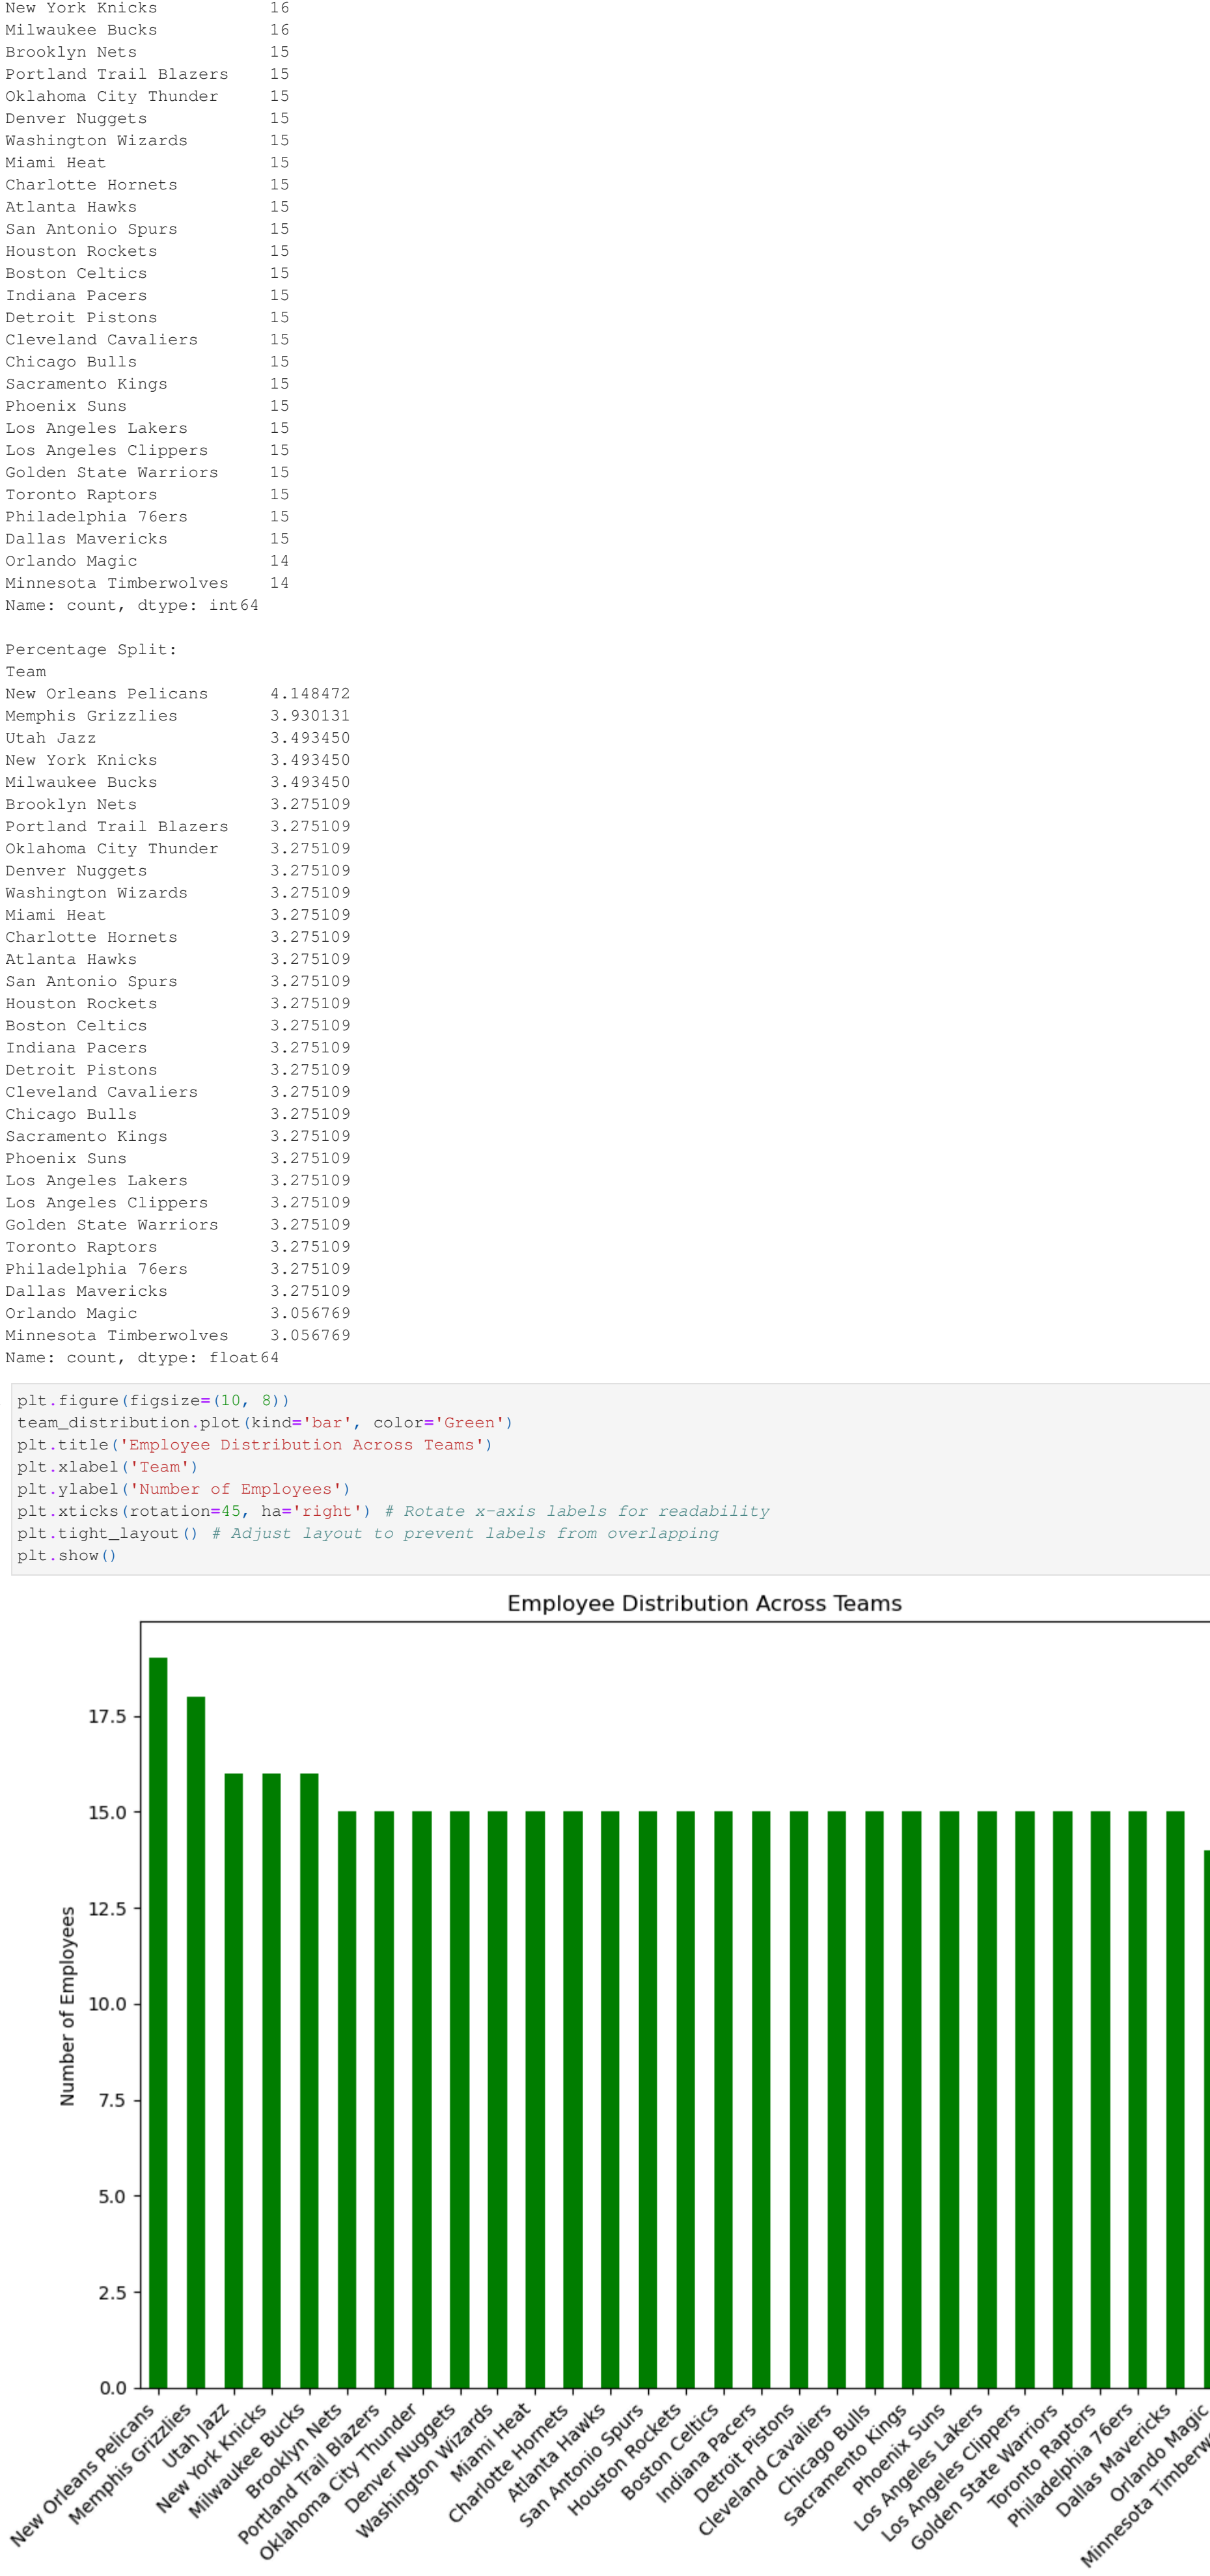 New York Knicks 16
Milwaukee Bucks 16
Brooklyn Nets 15
Portland Trail Blazers 15
Oklahoma City Thunder 15
Denver Nuggets 15
Washington Wizards 15
Miami Heat 15
Charlotte Hornets 15
Atlanta Hawks 15
San Antonio Spurs 15
Houston Rockets 15
Boston Celtics 15
Indiana Pacers 15
Detroit Pistons 15
Cleveland Cavaliers 15
Chicago Bulls 15
Sacramento Kings 15
Phoenix Suns 15
Los Angeles Lakers 15
Los Angeles Clippers 15
Golden State Warriors 15
Toronto Raptors 15
Philadelphia 76ers 15
Dallas Mavericks 15
Orlando Magic 14
Minnesota Timberwolves 14
Name: count, dtype: int64
Percentage Split:
Team
New Orleans Pelicans 4.148472
Memphis Grizzlies 3.930131
Utah Jazz 3.493450
New York Knicks 3.493450
Milwaukee Bucks 3.493450
Brooklyn Nets 3.275109
Portland Trail Blazers 3.275109
Oklahoma City Thunder 3.275109
Denver Nuggets 3.275109
Washington Wizards 3.275109
Miami Heat 3.275109
Charlotte Hornets 3.275109
Atlanta Hawks 3.275109
San Antonio Spurs 3.275109
Houston Rockets 3.275109
Boston Celtics 3.275109
Indiana Pacers 3.275109
Detroit Pistons 3.275109
Cleveland Cavaliers 3.275109
Chicago Bulls 3.275109
Sacramento Kings 3.275109
Phoenix Suns 3.275109
Los Angeles Lakers 3.275109
Los Angeles Clippers 3.275109
Golden State Warriors 3.275109
Toronto Raptors 3.275109
Philadelphia 76ers 3.275109
Dallas Mavericks 3.275109
Orlando Magic 3.056769
Minnesota Timberwolves 3.056769
Name: count, dtype: float64
plt.figure(figsize=(10, 8))
team_distribution.plot(kind='bar', color='Green')
plt.title('Employee Distribution Across Teams')
plt.xlabel('Team')
plt.ylabel('Number of Employees')
plt.xticks(rotation=45, ha='right') # Rotate x-axis labels for readability
plt.tight_layout() # Adjust layout to prevent labels from overlapping
plt.show()
Employee Distribution Across Teams
Number of Employees
17.5
15.0
12.5
10.0
7.5
5.0
2.5
0.0
New Orleans Pelicans
Memphis Grizzlies
Utah Jazz
New York Knicks
Milwaukee Bucks
Brooklyn Nets
Portland Trail Blazers
Oklahoma City Thunder
Denver Nuggets
Washington Wizards
Miami Heat
Charlotte Hornets
Atlanta Hawks
San Antonio Spurs
Houston Rockets
Boston Celtics
Indiana Pacers
Detroit Pistons
Cleveland Cavaliers
Chicago Bulls
Sacramento Kings
Phoenix Suns
Los Angeles Lakers
Los Angeles Clippers
Golden State Warriors
Toronto Raptors
Philadelphia 76ers
Dallas Mavericks
Orlando Magic
Minnesota